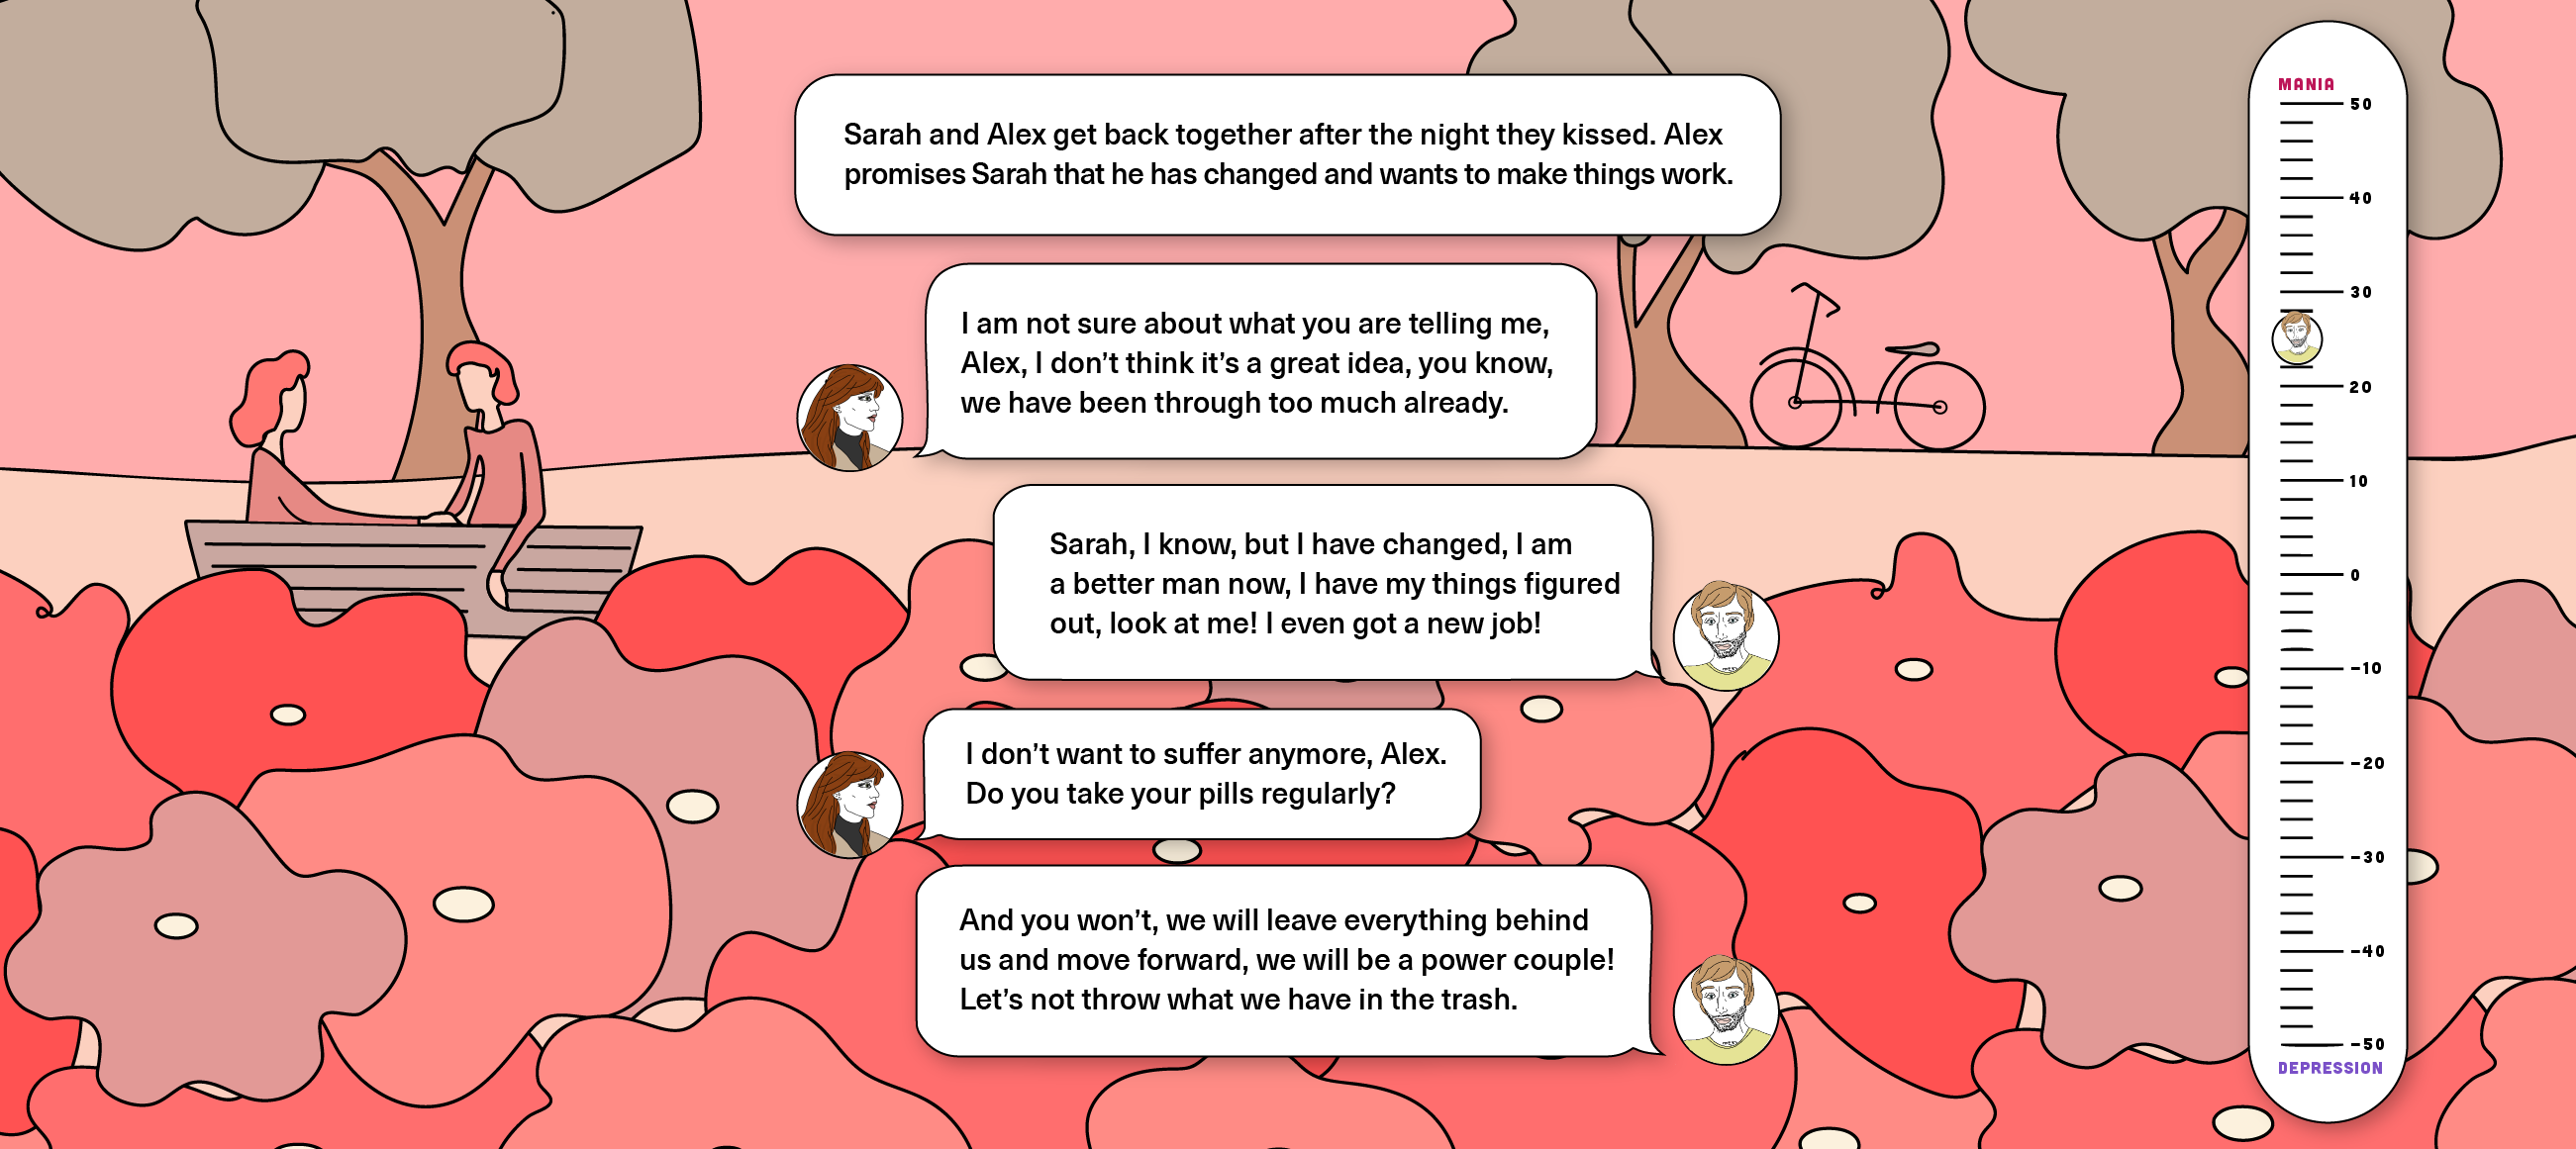 Sarah and Alex get back together after the night they kissed. Alex
promises Sarah that he has changed and wants to make things work.
I am not sure about what you are telling me,
Alex, I don’t think it’s a great idea, you know,
we have been through too much already.
Sarah, I know, but I have changed, I am
a better man now, I have my things figured
out, look at me! I even got a new job!
I don’t want to suffer anymore, Alex.
Do you take your pills regularly?
And you won’t, we will leave everything behind
us and move forward, we will be a power couple!
Let’s not throw what we have in the trash.
MANIA
50
40
30
20
10
0
-10
-20
-30
-40
-50
DEPRESSION